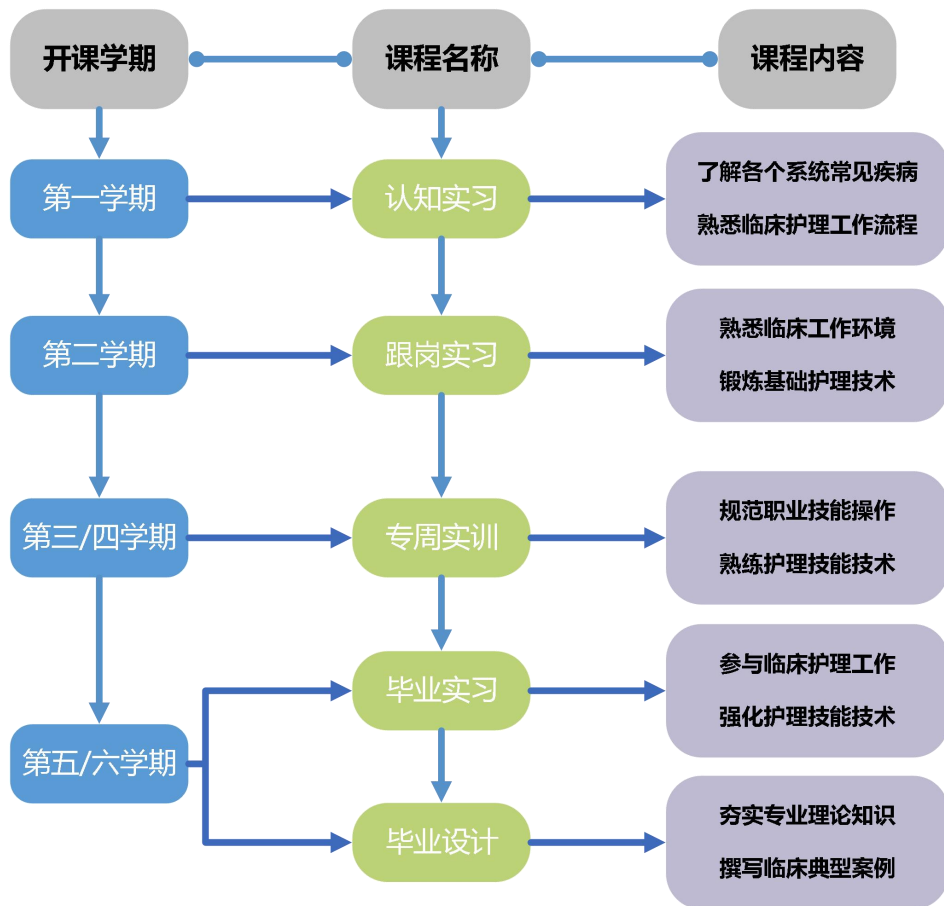 开课学期
课程名称
课程内容
第一学期
认知实习
了解各个系统常见疾病
熟悉临床护理工作流程
第二学期
跟岗实习
熟悉临床工作环境
锻炼基础护理技术
第三/四学期
专周实训
规范职业技能操作
熟练护理技能技术
第五/六学期
毕业实习
参与临床护理工作
强化护理技能技术
毕业设计
夯实专业理论知识
撰写临床典型案例